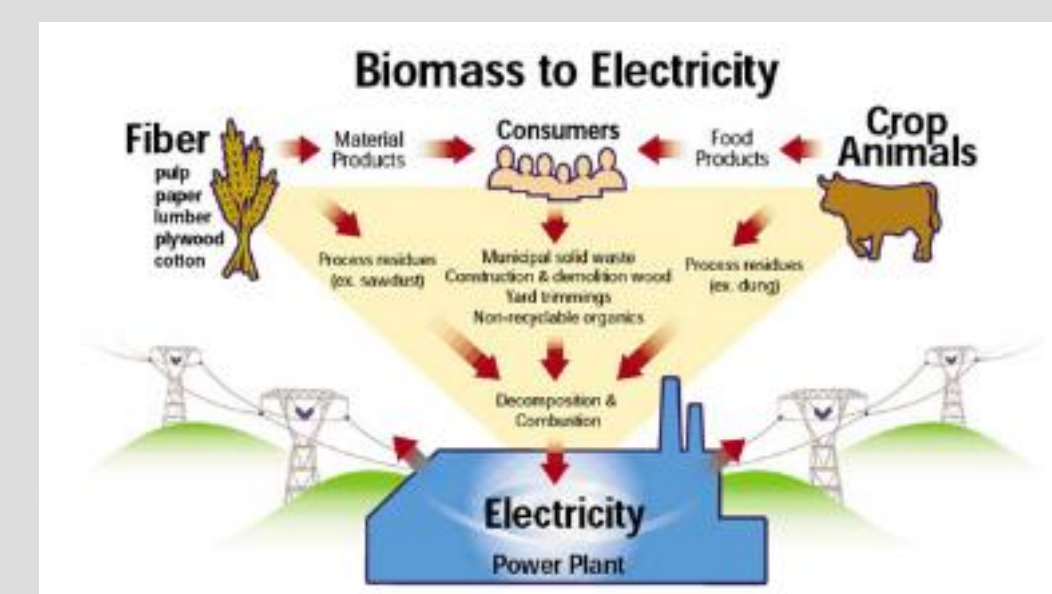 Biomass to Electricity
Fiber
pulp
paper
lumber
plywood
cotton
Material
Products
Consumers
Food
Products
Crop
Animals
Process residues
(ex. sawdust)
Municipal solid waste
Construction & demolition wood
Yard trimmings
Non-recyclable organics
Process residues
(ex. dung)
Decomposition &
Combustion
Electricity
Power Plant